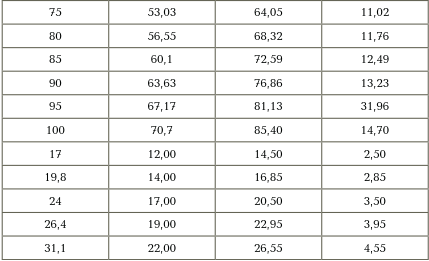 75 53,03 64,05 11,02
80 56,55 68,32 11,76
85 60,1 72,59 12,49
90 63,63 76,86 13,23
95 67,17 81,13 31,96
100 70,7 85,40 14,70
17 12,00 14,50 2,50
19,8 14,00 16,85 2,85
24 17,00 20,50 3,50
26,4 19,00 22,95 3,95
31,1 22,00 26,55 4,55